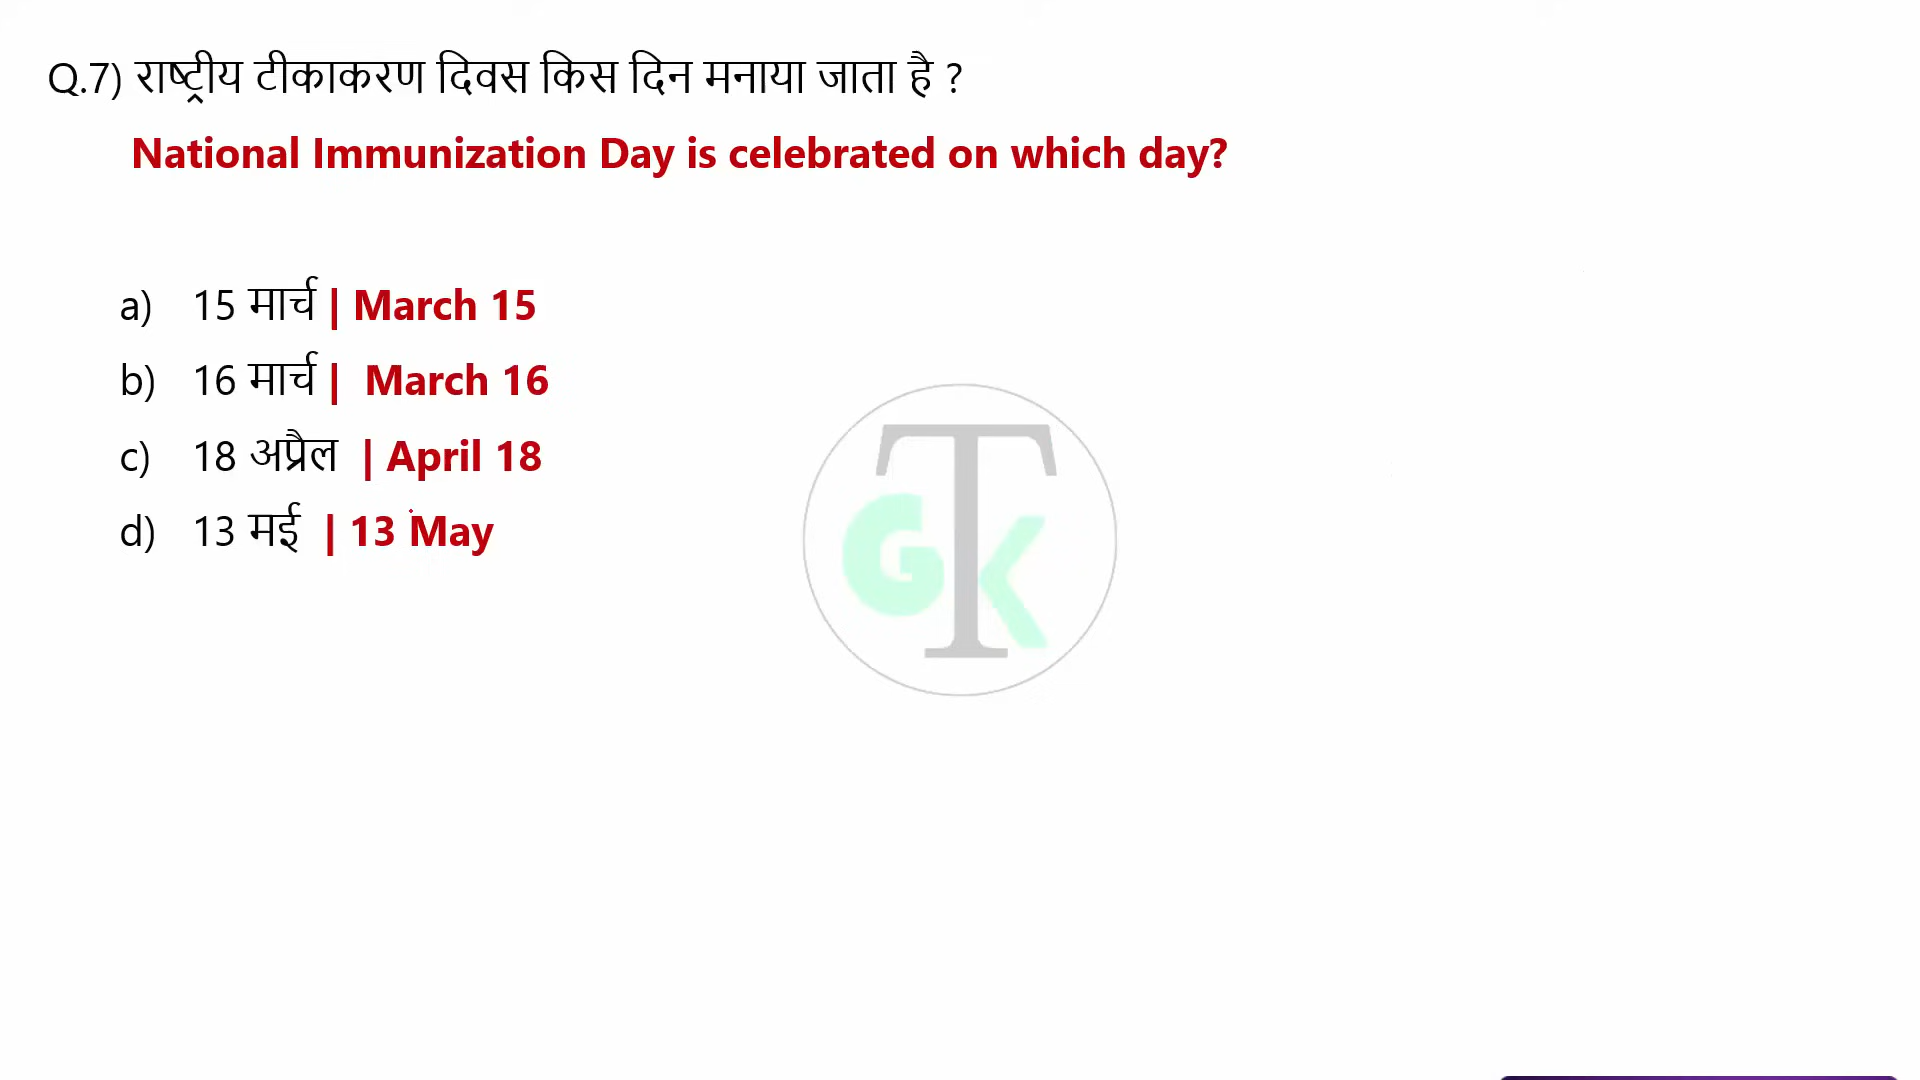 Q.7) राष्ट्रीय टीकाकरण दिवस किस दिन मनाया जाता है ?
National Immunization Day is celebrated on which day?
a) 15 मार्च | March 15
b) 16 मार्च | March 16
c) 18 अप्रैल | April 18
d) 13 मई | 13 May
GTK